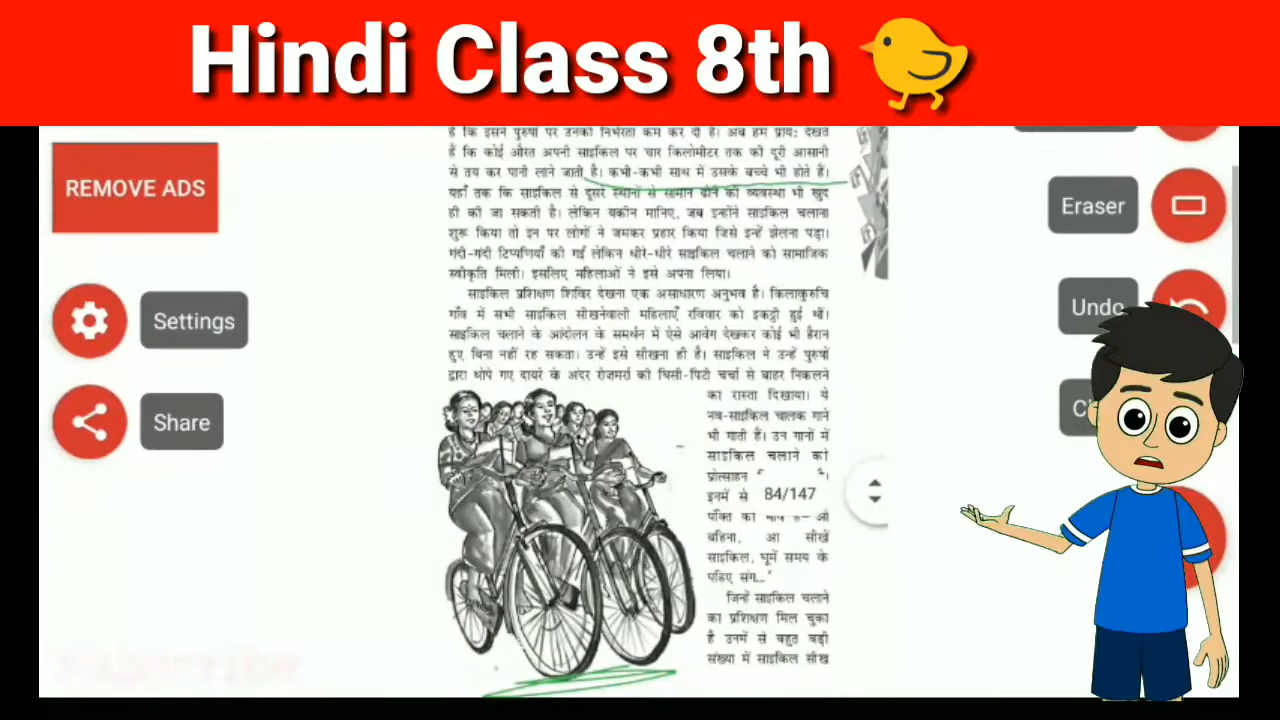 Hindi Class 8th
REMOVE ADS
Settings
Share
Eraser
Undo
है कि इसने पुरुषों पर उनकी निर्भरता कम कर दी है। अब हम प्रायः देखते
हैं कि कोई औरत अपनी साइकिल पर चार किलोमीटर तक की दूरी आसानी
से तय कर पानी लाने जाती है। कभी-कभी साथ में उसके बच्चे भी होते हैं।
यहाँ तक कि साइकिल से दूसरे स्थानों से सामान ढोने की व्यवस्था भी खुद
ही की जा सकती है। लेकिन यकीन मानिए, जब इन्होंने साइकिल चलाना
शुरू किया तो इन पर लोगों ने जमकर प्रहार किया जिसे इन्हें झेलना पड़ा।
गंदी-गंदी टिप्पणियाँ की गईं लेकिन धीरे-धीरे साइकिल चलाने को सामाजिक
स्वीकृति मिली। इसलिए महिलाओं ने इसे अपना लिया।
साइकिल प्रशिक्षण शिविर देखना एक असाधारण अनुभव है। किलाकुरुचि
गाँव में सभी साइकिल सीखनेवाली महिलाएँ रविवार को इकट्ठी हुई थीं।
साइकिल चलाने के आंदोलन के समर्थन में ऐसे आवेग देखकर कोई भी हैरान
हुए बिना नहीं रह सकता। उन्हें इसे सीखना ही है। साइकिल ने उन्हें पुरुषों
द्वारा थोपे गए दायरे के अंदर रोजमर्रा की घिसी-पिटी चर्चा से बाहर निकलने
का रास्ता दिखाया। ये
नव-साइकिल चालक गाने
भी गाती हैं। उन गानों में
साइकिल चलाने को
प्रोत्साहन
इनमें से
84/147
पंक्ति का
बहिना, आ सीखें
साइकिल, घूमें समय के
पहिए संग...'
जिन्हें साइकिल चलाने
का प्रशिक्षण मिल चुका
है उनमें से बहुत बड़ी
संख्या में साइकिल सीख